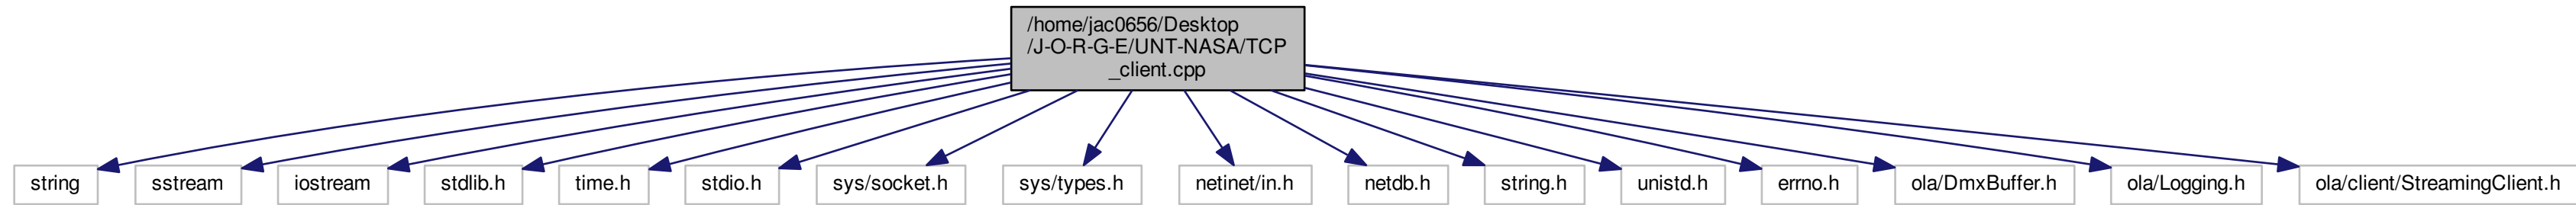 /home/jac0656/Desktop
/J-O-R-G-E/UNT-NASA/TCP
_client.cpp
string
sstream
iostream
stdlib.h
time.h
stdio.h
sys/socket.h
sys/types.h
netinet/in.h
netdb.h
string.h
unistd.h
errno.h
ola/DmxBuffer.h
ola/Logging.h
ola/client/StreamingClient.h